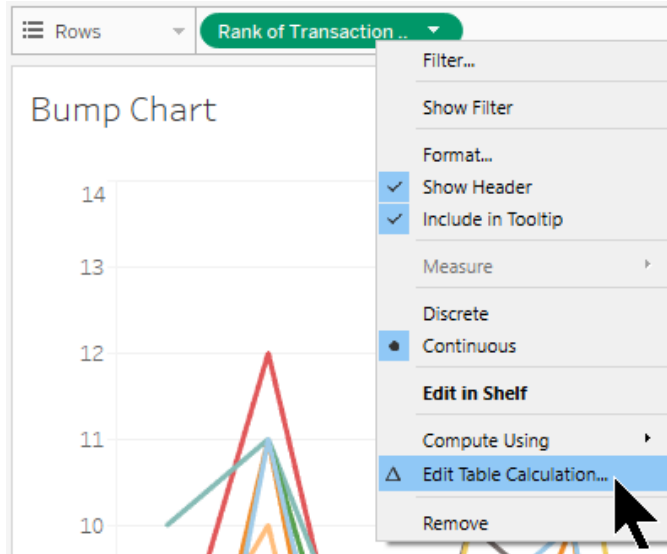 Rows
Rank of Transaction ..
Filter...
Show Filter
Format...
Show Header
Include in Tooltip
Measure
Discrete
Continuous
Edit in Shelf
Compute Using
Edit Table Calculation...
Remove
Bump Chart
14
13
12
11
10